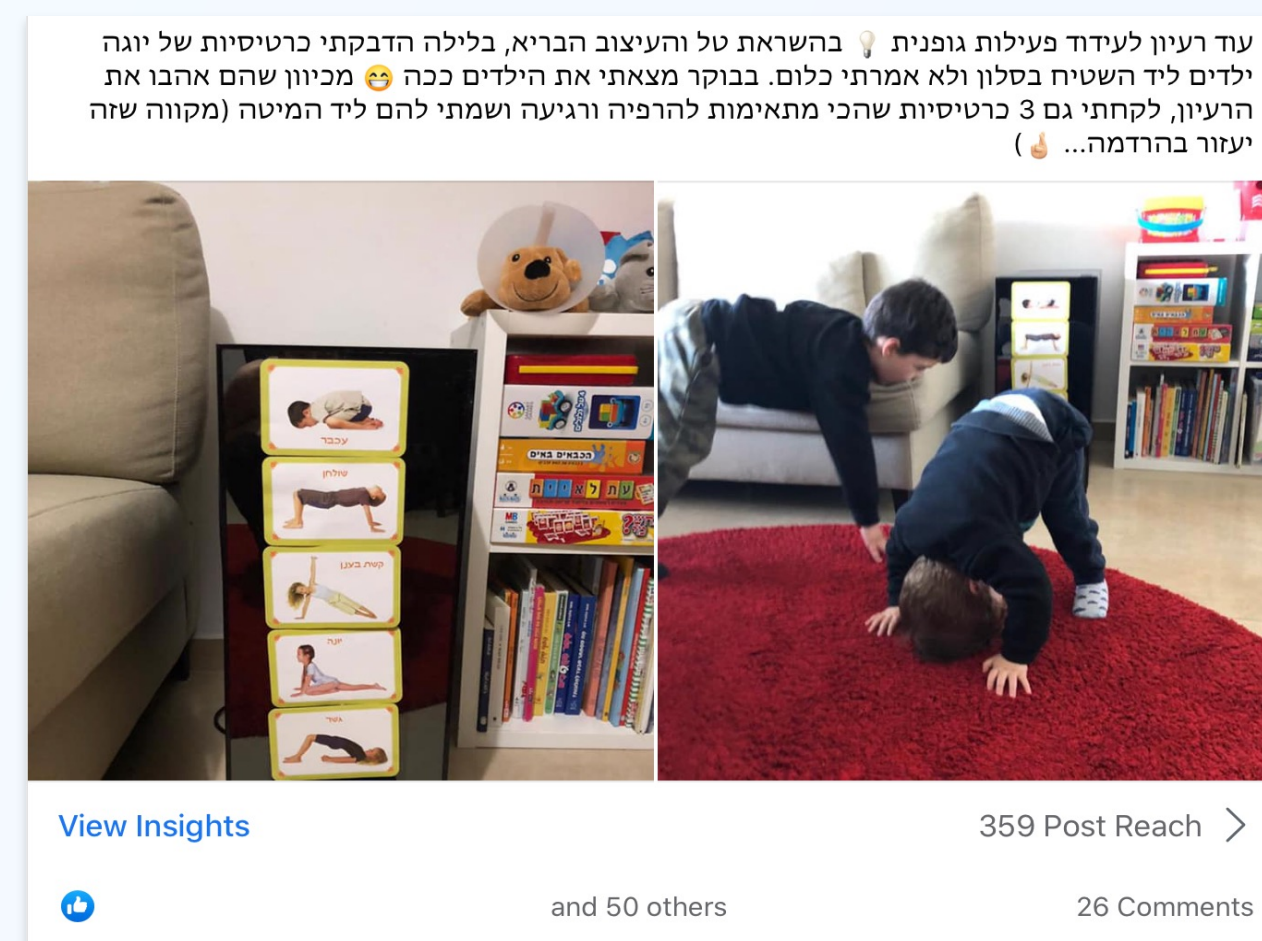 עוד רעיון לעידוד פעילות גופנית 💡 בהשראת טל והעיצוב הבריא, בלילה הדבקתי כרטיסיות של יוגה
ילדים ליד השטיח בסלון ולא אמרתי כלום. בבוקר מצאתי את הילדים ככה 😁 מכיוון שהם אהבו את
הרעיון, לקחתי גם 3 כרטיסיות שהכי מתאימות להרפיה ורגיעה ושמתי להם ליד המיטה (מקווה שזה
יעזור בהרדמה... 🤞🏼)
עכבר
שולחן
קשת בענן
יונה
גשר
הכבאים באים
MB
View Insights
359 Post Reach
and 50 others
26 Comments